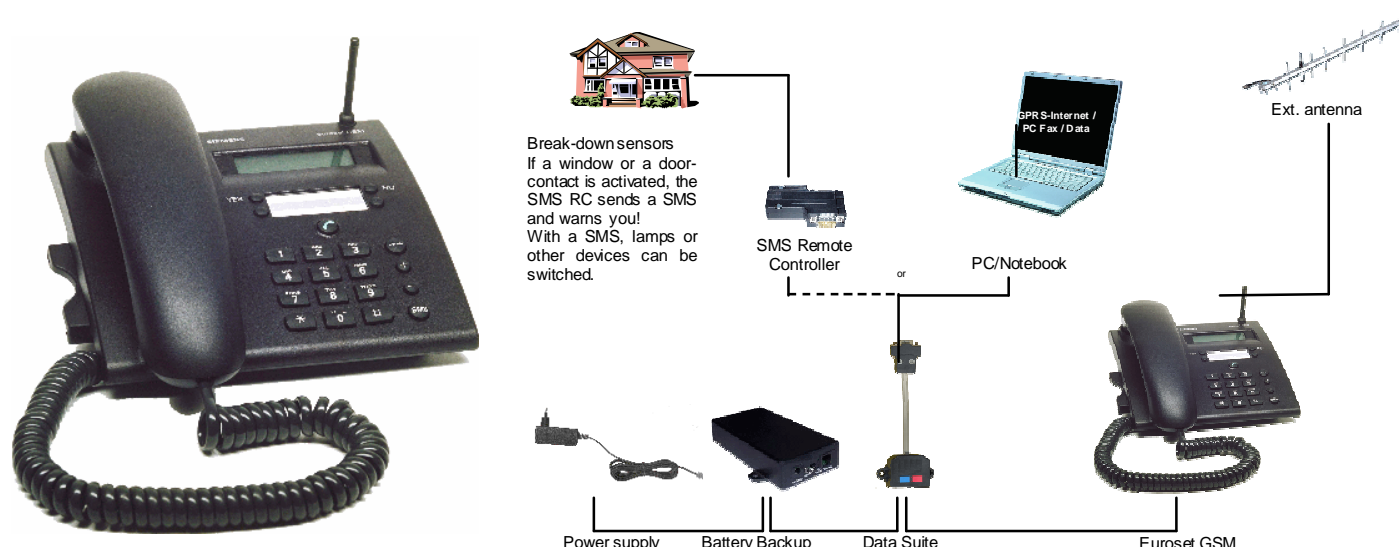 SIEMENS
Break-down sensors
If a window or a door-
contact is activated, the
SMS RC sends a SMS
and warns you!
With a SMS, lamps or
other devices can be
switched.
SMS Remote
Controller
or
GPRS-Internet /
PC Fax / Data
PC/Notebook
Ext. antenna
Power supply
Battery Backup
Data Suite
Euroset GSM